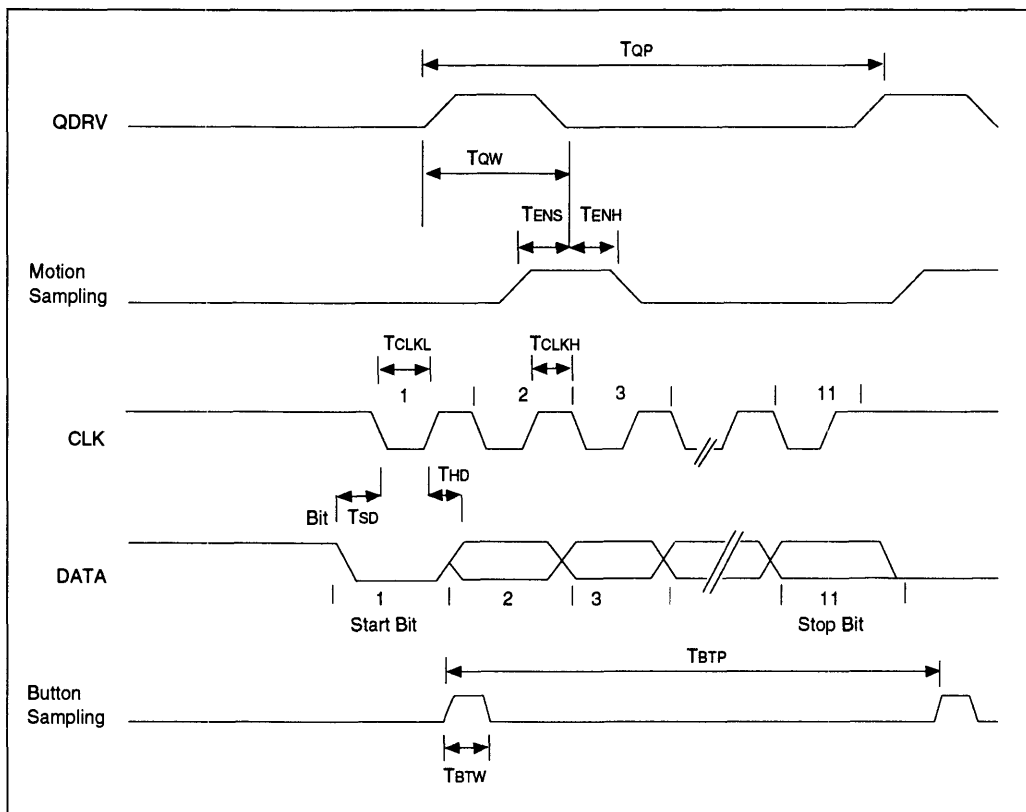 TQP
QDRV
TQW
TENS TENH
Motion
Sampling
TCLKL TCLKH
1 2 3 11
CLK
THD
Bit TSD
DATA
1 2 3 11
Start Bit Stop Bit
TBTP
Button
Sampling
TBTW